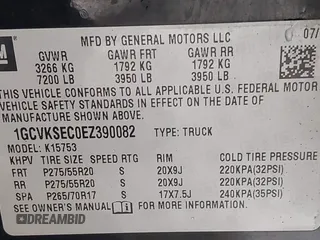 GM
MFD BY GENERAL MOTORS LLC
07/
GVWR GAWR FRT GAWR RR
3266 KG 1792 KG 1792 KG
7200 LB 3950 LB 3950 LB
THIS VEHICLE CONFORMS TO ALL APPLICABLE U.S. FEDERAL MOTOR
VEHICLE SAFETY STANDARDS IN EFFECT ON THE DATE OF
MANUFACTURE SHOWN ABOVE.
1GCVKSEC0EZ390082 TYPE: TRUCK
MODEL: K15753
KHPV TIRE SIZE SPEED RTG RIM COLD TIRE PRESSURE
FRT P275/55R20 S 20X9J 220KPA(32PSI)
RR P275/55R20 S 20X9J 220KPA(32PSI)
SPA P265/70R17 S 17X7.5J 240KPA(35PSI)
SEE OWNER'S MANUAL FOR ADDITIONAL INFORMATION
DREAMBID